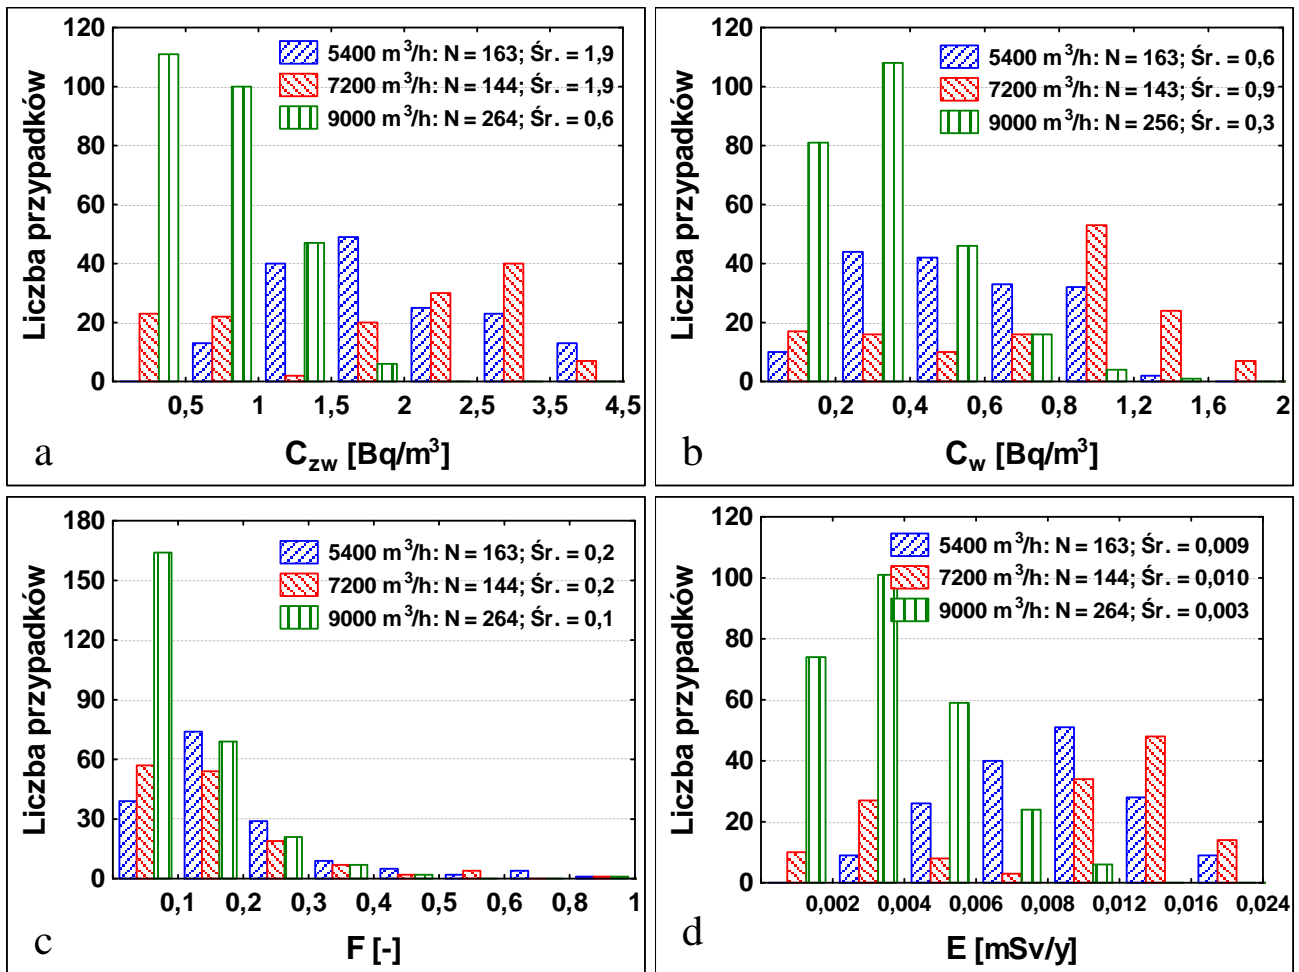 120
100
80
60
40
20
0
Liczba przypadków
5400 m³/h: N = 163; Śr. = 1,9
7200 m³/h: N = 144; Śr. = 1,9
9000 m³/h: N = 264; Śr. = 0,6
0,5 1 1,5 2 2,5 3,5 4,5
C_zw [Bq/m³]
a
120
100
80
60
40
20
0
Liczba przypadków
5400 m³/h: N = 163; Śr. = 0,6
7200 m³/h: N = 143; Śr. = 0,9
9000 m³/h: N = 256; Śr. = 0,3
0,2 0,4 0,6 0,8 1,2 1,6 2
C_w [Bq/m³]
b
180
150
120
90
60
30
0
Liczba przypadków
5400 m³/h: N = 163; Śr. = 0,2
7200 m³/h: N = 144; Śr. = 0,2
9000 m³/h: N = 264; Śr. = 0,1
0,1 0,2 0,3 0,4 0,5 0,6 0,8 1
F [-]
c
120
100
80
60
40
20
0
Liczba przypadków
5400 m³/h: N = 163; Śr. = 0,009
7200 m³/h: N = 144; Śr. = 0,010
9000 m³/h: N = 264; Śr. = 0,003
0,002 0,004 0,006 0,008 0,012 0,016 0,024
E [mSv/y]
d